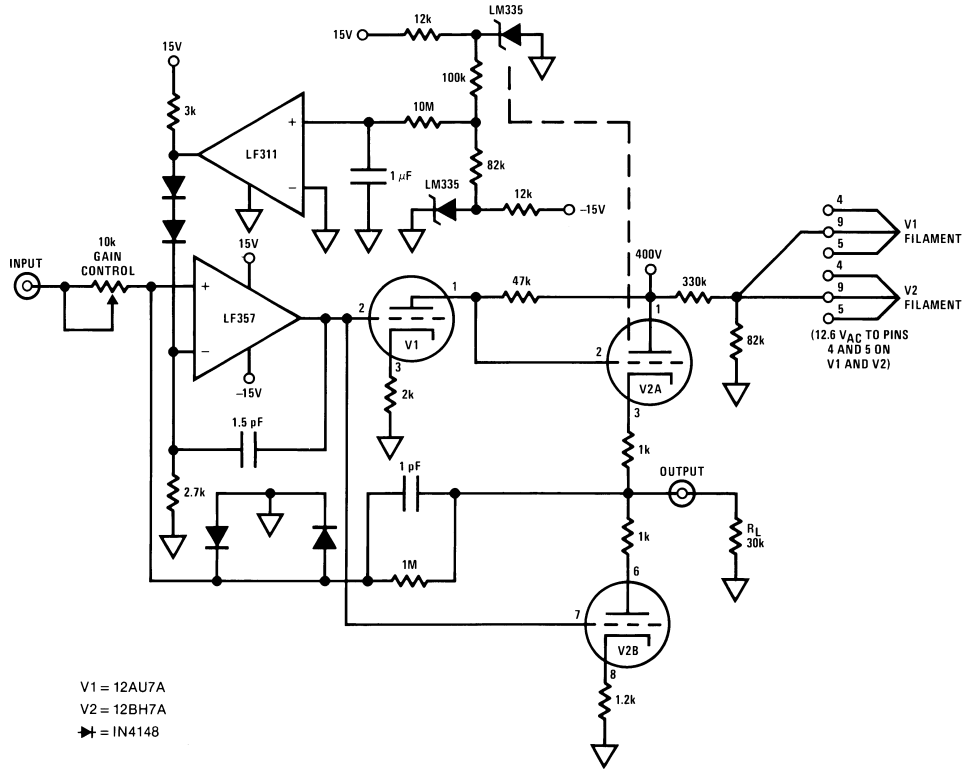 LM335
12k
15V
15V
3k
100k
10M
+
LF311
−
82k
1 μF
LM335
12k
−15V
4
9
5
V1
FILAMENT
10k
GAIN
CONTROL
INPUT
15V
400V
330k
47k
4
9
5
V2
FILAMENT
+
LF357
−
−15V
2
1
V1
3
2k
1
2
V2A
3
82k
(12.6 VAC TO PINS
4 AND 5 ON
V1 AND V2)
1.5 pF
1k
1 pF
OUTPUT
2.7k
1k
RL
30k
1M
6
7
V2B
8
1.2k
V1 = 12AU7A
V2 = 12BH7A
= IN4148